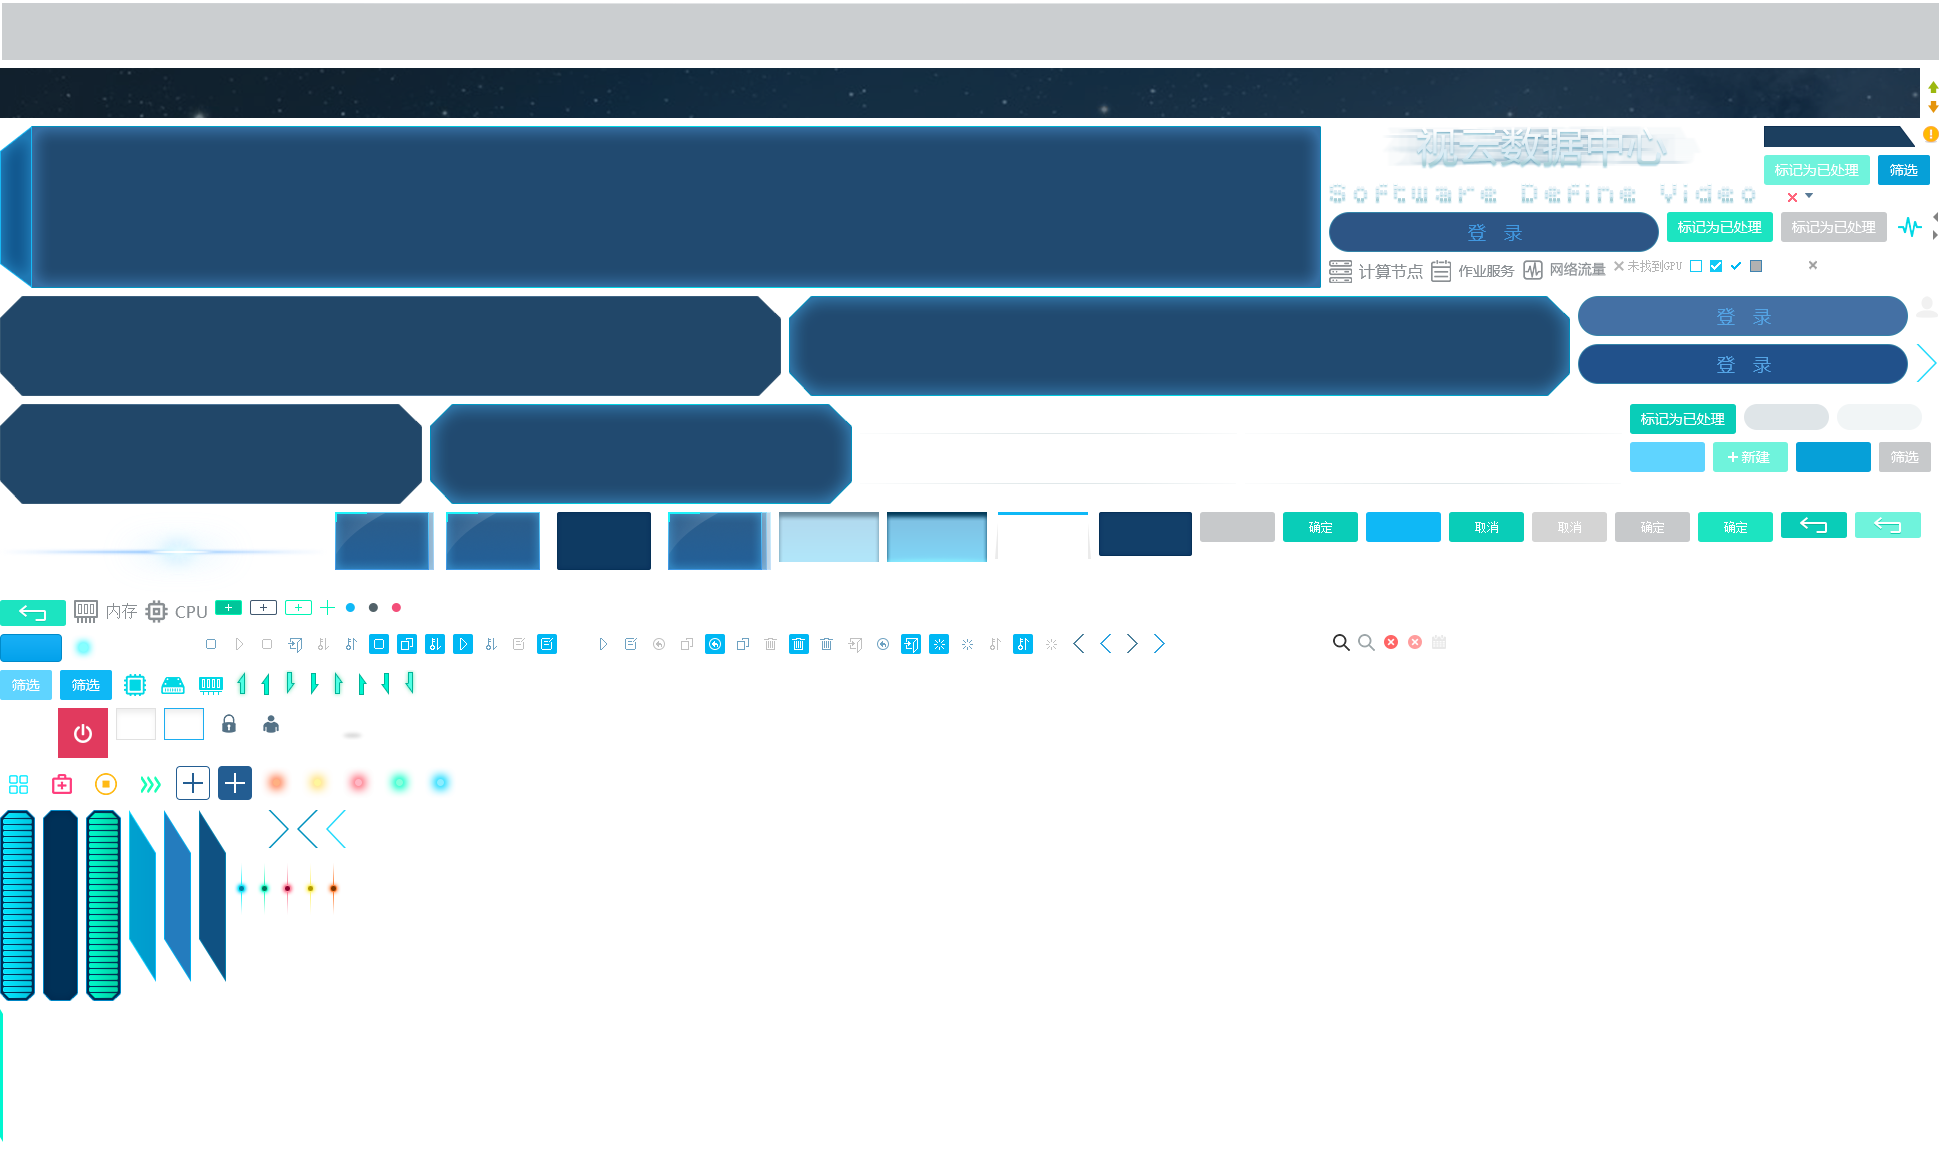 视云数据中心
标记为已处理
筛选
Software Define Video
标记为已处理
标记为已处理
登 录
计算节点
作业服务
网络流量
未找到GPU
登 录
登 录
标记为已处理
新建
筛选
确定
取消
取消
确定
确定
内存
CPU
筛选
筛选